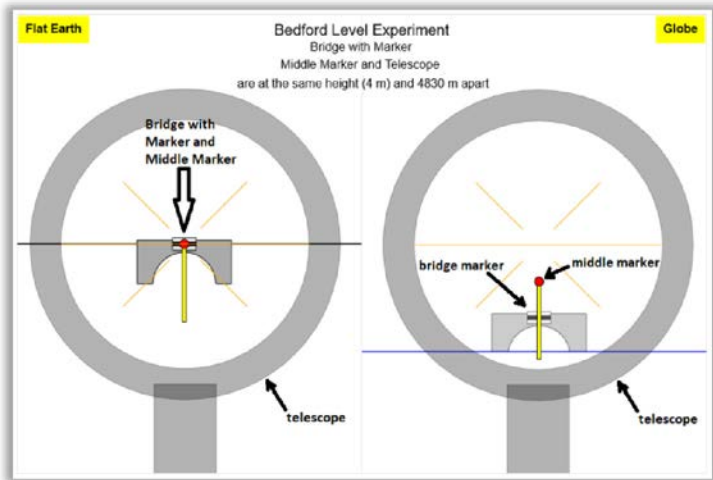 Flat Earth
Bedford Level Experiment
Globe
Bridge with Marker
Middle Marker and Telescope
are at the same height (4 m) and 4830 m apart
Bridge with
Marker and
Middle Marker
bridge marker
middle marker
telescope
telescope